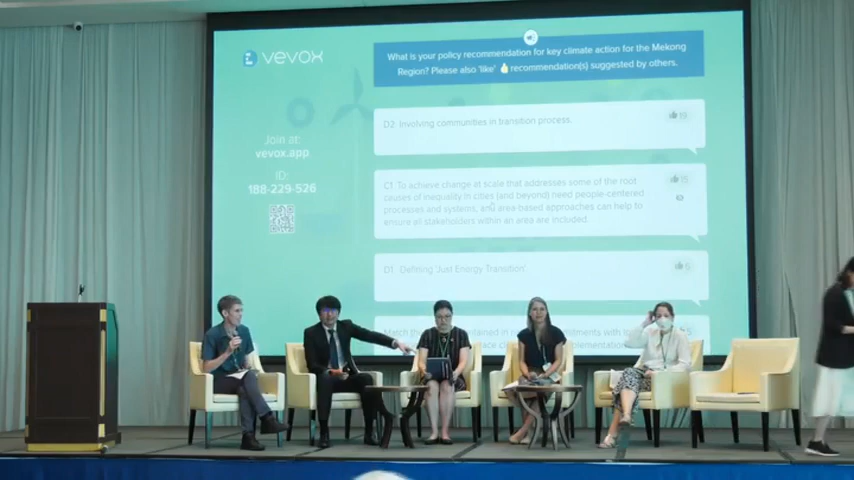 vevox
What is your policy recommendation for key climate action for the Mekong
Region? Please also 'like' 👍 recommendation(s) suggested by others.
Join at:
vevox.app
ID:
188-229-526
D2: Involving communities in transition process.
C1: To achieve change at scale that addresses some of the root
causes of inequality in cities (and beyond) need people-centered
processes and systems, and area based approaches can help to
ensure all stakeholders within an area are included.
15
D1: Defining 'Just Energy Transition'
Match the